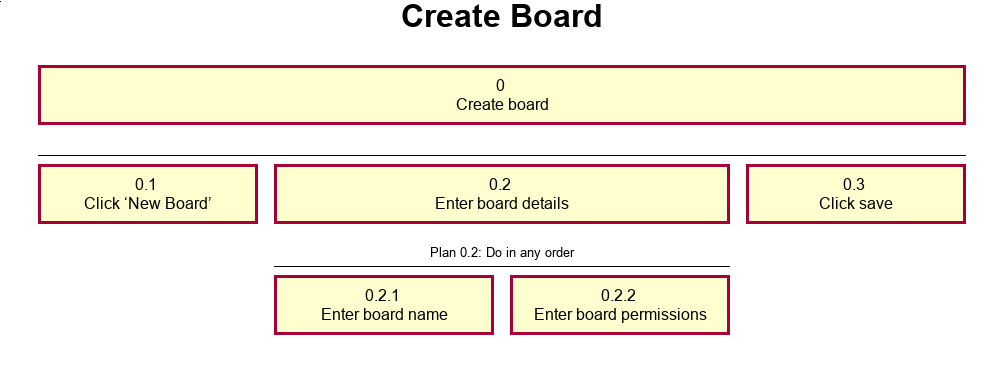 Create Board
0
Create board
0.1
Click ‘New Board’
0.2
Enter board details
0.3
Click save
Plan 0.2: Do in any order
0.2.1
Enter board name
0.2.2
Enter board permissions